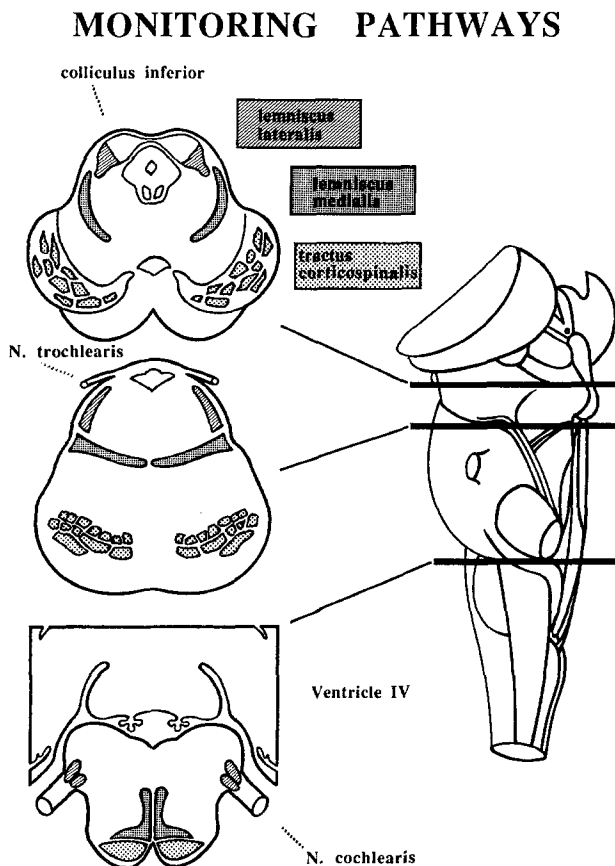 MONITORING PATHWAYS
colliculus inferior
lemniscus
lateralis
lemniscus
medialis
tractus
corticospinalis
N. trochlearis
Ventricle IV
N. cochlearis